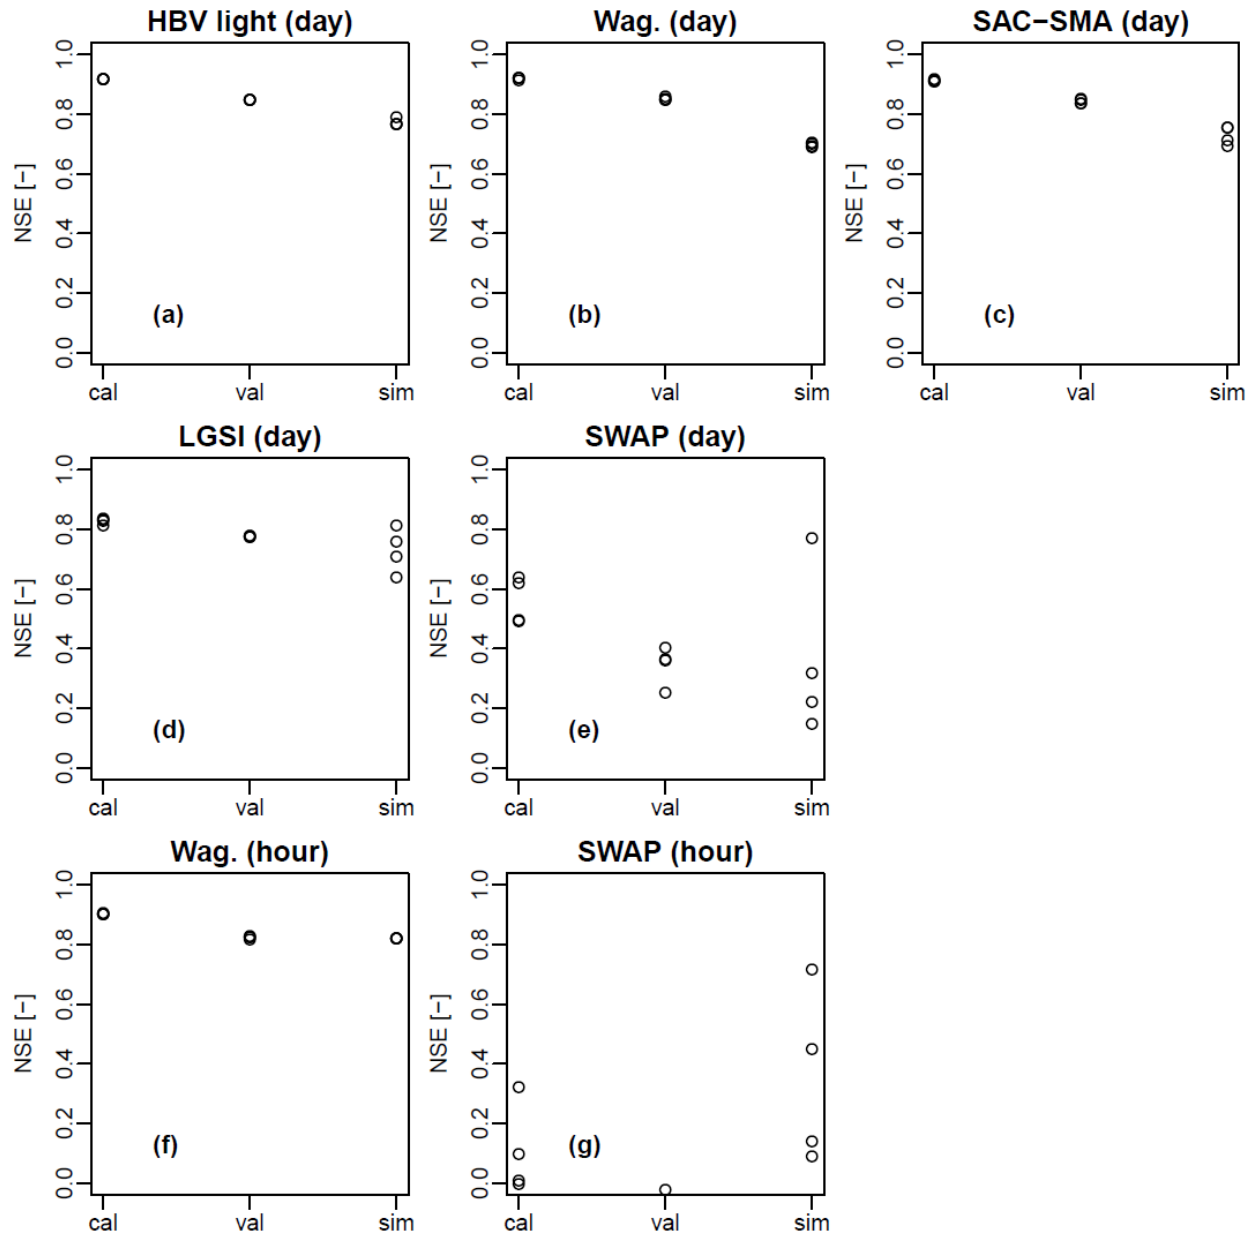 HBV light (day)
NSE [−]
1.0
0.8
0.6
0.4
0.2
0.0
(a)
cal val sim
Wag. (day)
NSE [−]
1.0
0.8
0.6
0.4
0.2
0.0
(b)
cal val sim
SAC−SMA (day)
NSE [−]
1.0
0.8
0.6
0.4
0.2
0.0
(c)
cal val sim
LGSI (day)
NSE [−]
1.0
0.8
0.6
0.4
0.2
0.0
(d)
cal val sim
SWAP (day)
NSE [−]
1.0
0.8
0.6
0.4
0.2
0.0
(e)
cal val sim
Wag. (hour)
NSE [−]
1.0
0.8
0.6
0.4
0.2
0.0
(f)
cal val sim
SWAP (hour)
NSE [−]
1.0
0.8
0.6
0.4
0.2
0.0
(g)
cal val sim